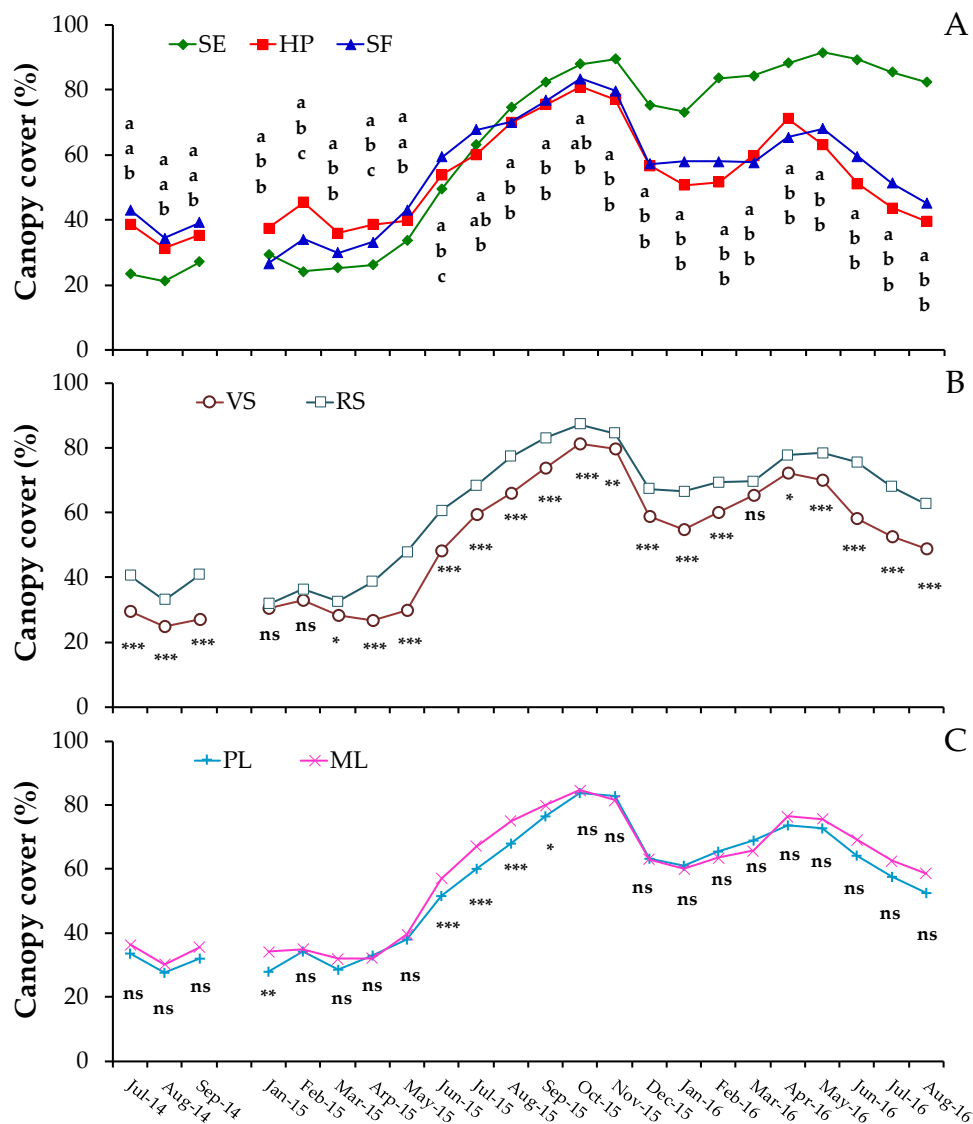 A
SE HP SF
Canopy cover (%)
100
80
60
40
20
0
a
a
b
a
a
b
a
a
b
a
b
b
a
b
c
a
b
b
a
b
c
a
a
b
a
b
c
a
ab
b
a
b
b
a
b
b
a
ab
b
a
b
b
a
b
b
a
b
b
a
b
b
a
b
b
a
b
b
a
b
b
a
b
b
a
b
b
a
b
b
B
VS RS
Canopy cover (%)
100
80
60
40
20
0
*** *** *** ns ns * *** *** *** *** *** *** *** ** *** *** *** ns * *** *** *** ***
C
PL ML
Canopy cover (%)
100
80
60
40
20
0
ns ns ns ** ns ns ns ns *** *** *** * ns ns ns ns ns ns ns ns ns ns ns
Jul-14
Aug-14
Sep-14
Jan-15
Feb-15
Mar-15
Arp-15
May-15
Jun-15
Jul-15
Aug-15
Sep-15
Oct-15
Nov-15
Dec-15
Jan-16
Feb-16
Mar-16
Apr-16
May-16
Jun-16
Jul-16
Aug-16